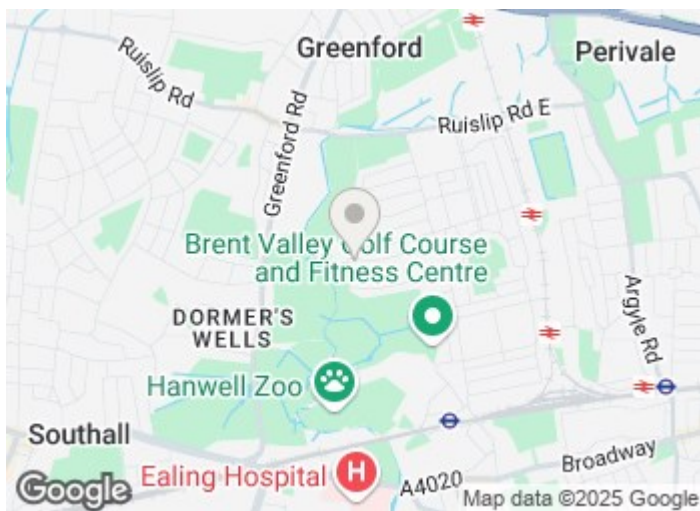 Greenford
Perivale
Ruislip Rd
Greenford Rd
Ruislip Rd E
Brent Valley Golf Course
and Fitness Centre
Argyle Rd
DORMER'S
WELLS
Hanwell Zoo
Southall
Broadway
Ealing Hospital
H
A4020
Google
Map data ©2025 Google